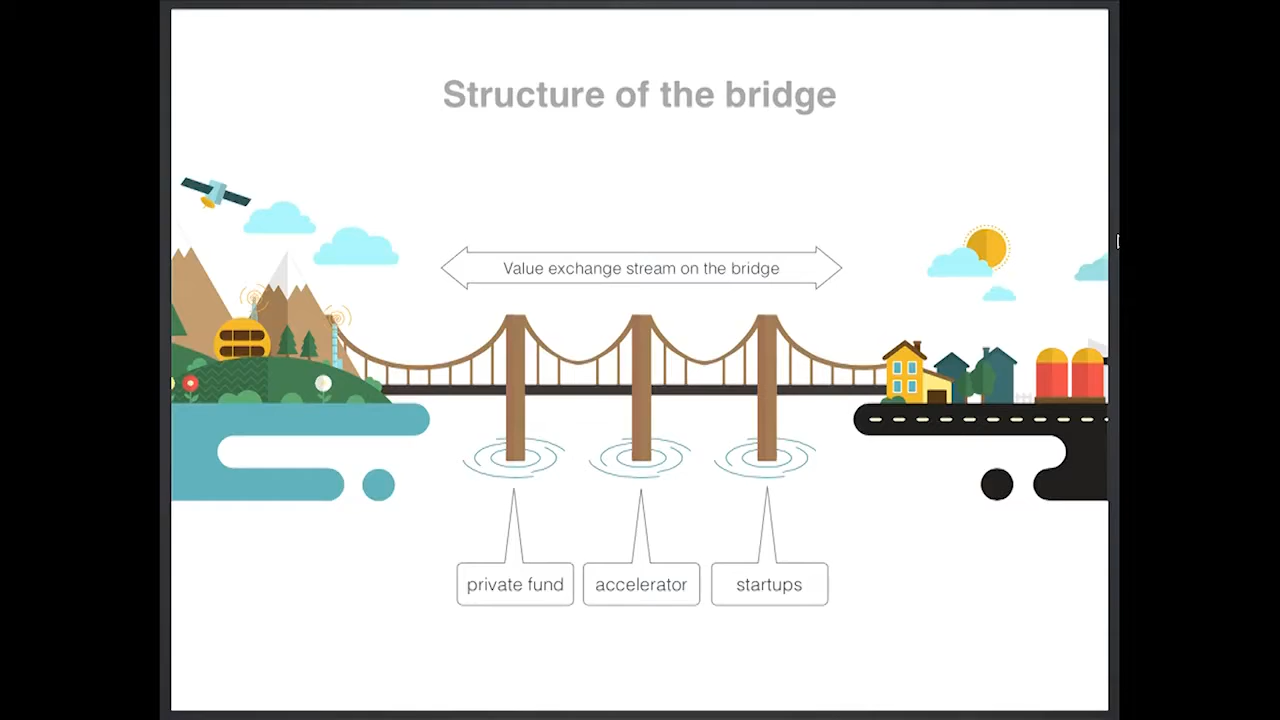 Structure of the bridge
Value exchange stream on the bridge
private fund
accelerator
startups